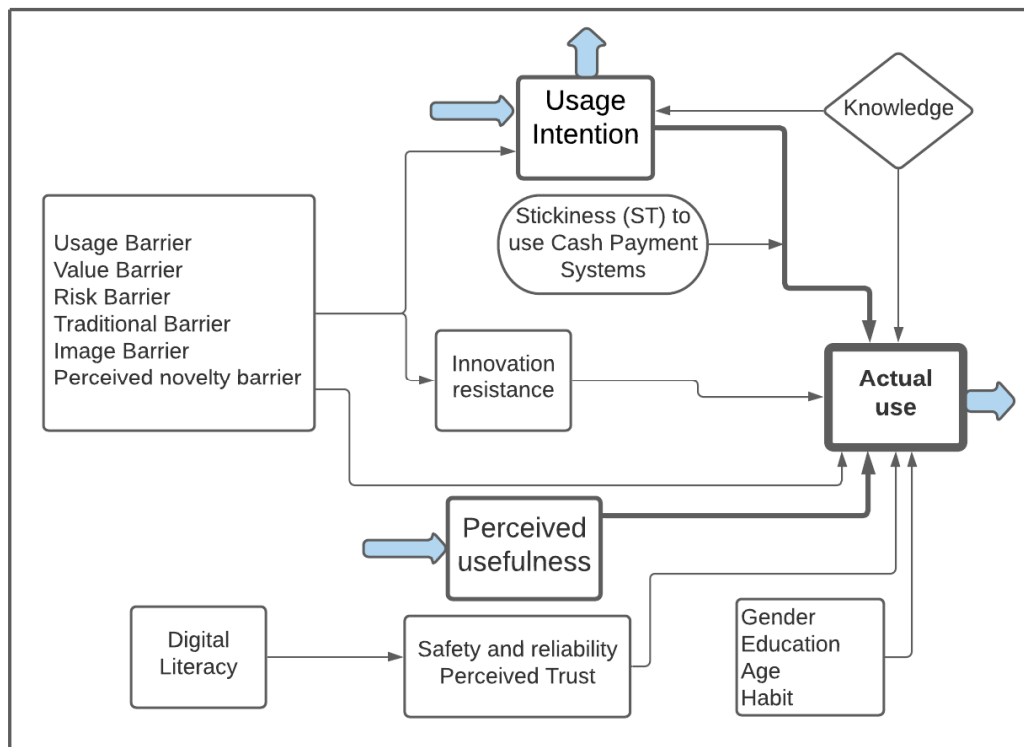 Usage
Intention
Knowledge
Stickiness (ST) to
use Cash Payment
Systems
Usage Barrier
Value Barrier
Risk Barrier
Traditional Barrier
Image Barrier
Perceived novelty barrier
Innovation
resistance
Actual
use
Perceived
usefulness
Digital
Literacy
Safety and reliability
Perceived Trust
Gender
Education
Age
Habit